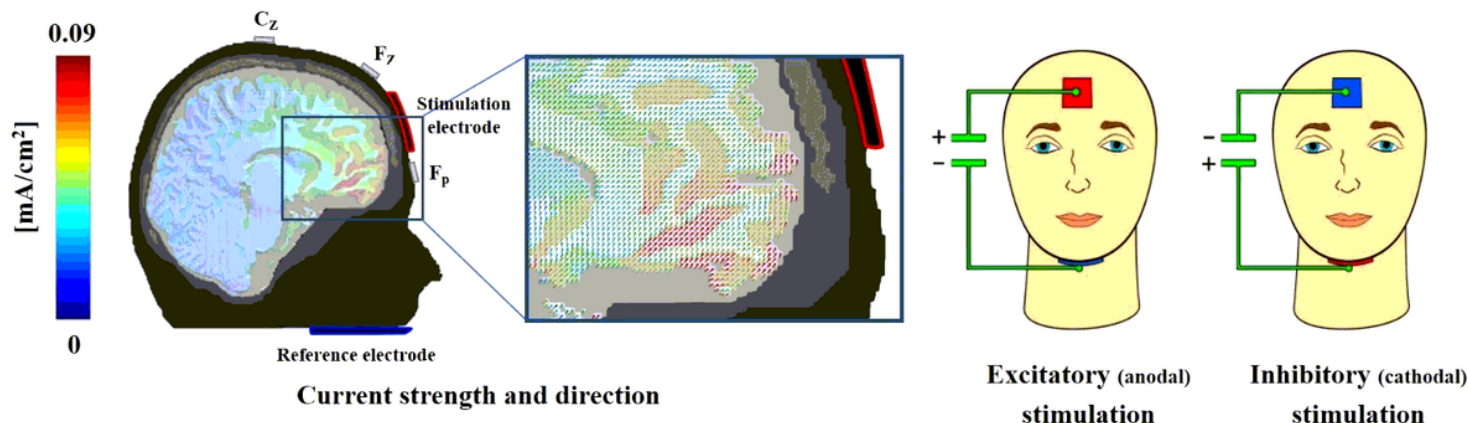 0.09
[mA/cm²]
0
C_Z
F_Z
Stimulation
electrode
F_p
Reference electrode
Current strength and direction
+
−
−
+
Excitatory (anodal)
stimulation
Inhibitory (cathodal)
stimulation